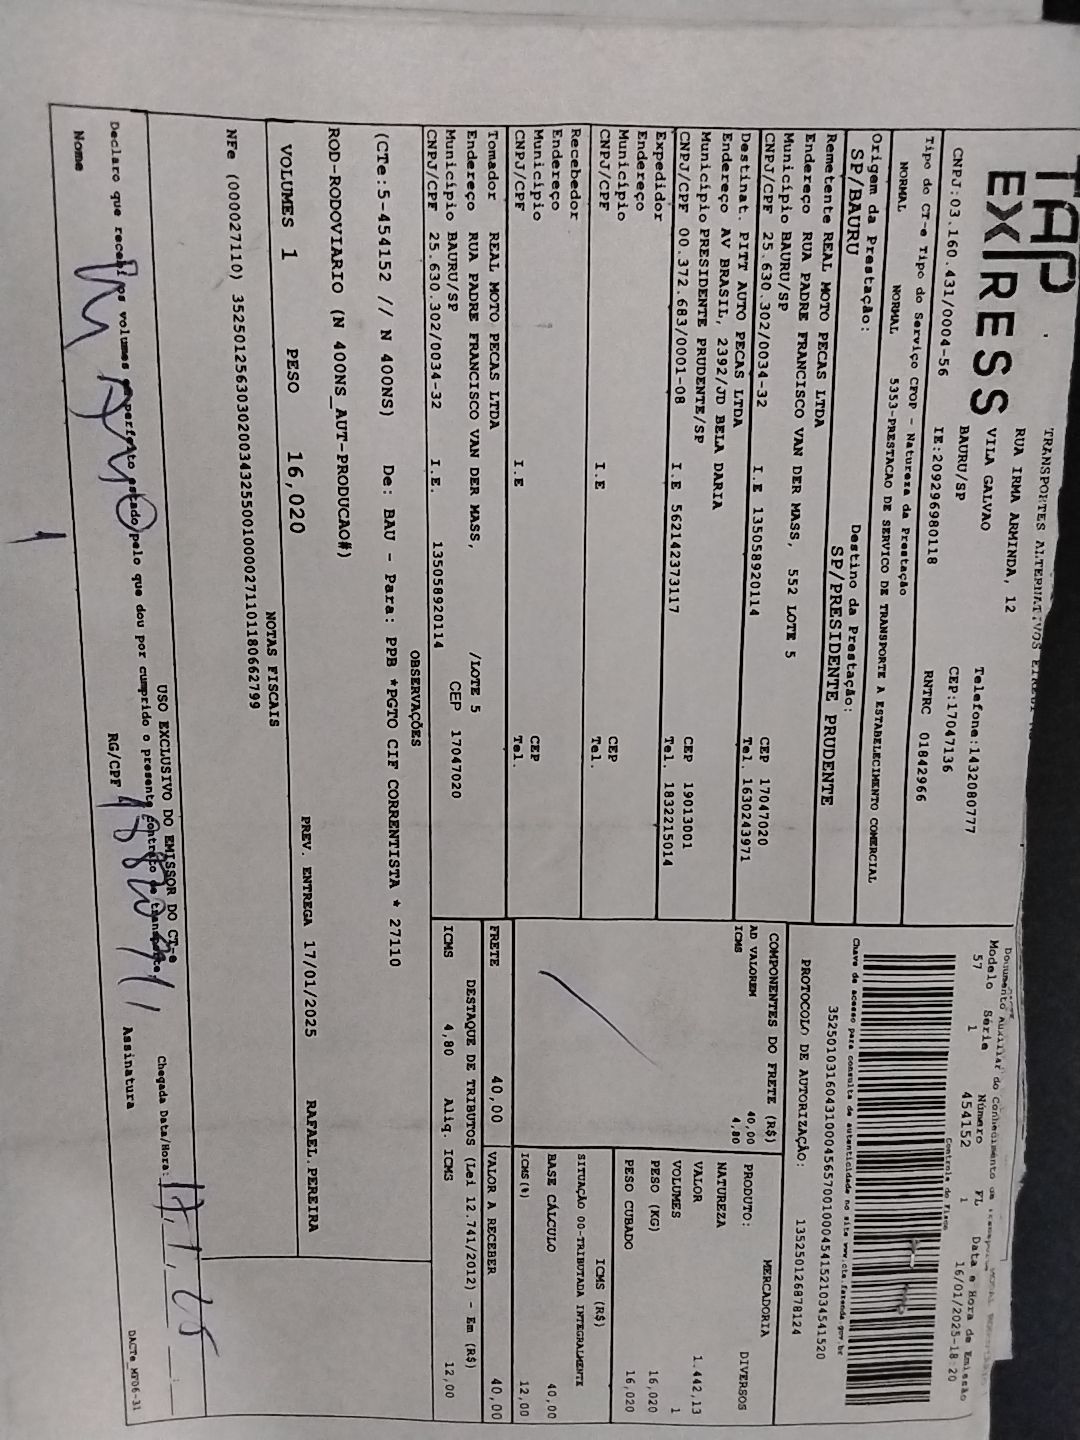 TAP EXPRESS
TRANSPORTES ALTERNATIVOS
RUA IRMA ARMINDA, 12
VILA GALVAO
BAURU/SP
Telefone:1432080777
CEP:17047136
CNPJ:03.160.431/0004-56 IE:209296980118 RNTRC 01842966
Tipo do CT-e Tipo do Serviço CFOP - Natureza da Prestação
NORMAL NORMAL 5353-PRESTACAO DE SERVICO DE TRANSPORTE A ESTABELECIMENTO COMERCIAL
Origem da Prestação: Destino da Prestação:
SP/BAURU SP/PRESIDENTE PRUDENTE
Remetente REAL MOTO PECAS LTDA
Endereço RUA PADRE FRANCISCO VAN DER MASS, 552 LOTE 5
Município BAURU/SP CEP 17047020
CNPJ/CPF 25.630.302/0034-32 I.E 135058920114 Tel. 1630243971
Destinat. PITT AUTO PECAS LTDA
Endereço AV BRASIL, 2392/JD BELA DARIA
Município PRESIDENTE PRUDENTE/SP CEP 19013001
CNPJ/CPF 00.372.683/0001-08 I.E 562142373117 Tel. 1832215014
Expedidor
Endereço
Município CEP
CNPJ/CPF I.E Tel.
Recebedor
Endereço
Município CEP
CNPJ/CPF I.E Tel.
Tomador REAL MOTO PECAS LTDA
Endereço RUA PADRE FRANCISCO VAN DER MASS, /LOTE 5
Município BAURU/SP CEP 17047020
CNPJ/CPF 25.630.302/0034-32 I.E. 135058920114
Documento Auxiliar do Conhecimento
Modelo Série Número FL Data e Hora de Emissão
57 1 454152 1 16/01/2025-18:20
Controle do Fisco
Chave de acesso para consulta de autenticidade no site www.cte.fazenda.gov.br
35250103160431000456570010004541521034541520
PROTOCOLO DE AUTORIZAÇÃO: 135250126878124
COMPONENTES DO FRETE (R$)
AD VALOREM 40,00
ICMS 4,80
PRODUTO: MERCADORIA
NATUREZA DIVERSOS
VALOR 1.442,13
VOLUMES 1
PESO (KG) 16,020
PESO CUBADO 16,020
ICMS (R$)
SITUAÇÃO 00-TRIBUTADA INTEGRALMENTE
BASE CÁLCULO 40,00
ICMS(%) 12,00
FRETE 40,00 VALOR A RECEBER 40,00
DESTAQUE DE TRIBUTOS (Lei 12.741/2012) - Em (R$)
ICMS 4,80 Aliq. ICMS 12,00
OBSERVAÇÕES
(CTe:5-454152 // N 400NS) De: BAU - Para: PPB *PGTO CIF CORRENTISTA * 27110
ROD-RODOVIARIO (N 400NS_AUT-PRODUCAO#)
VOLUMES 1 PESO 16,020 PREV. ENTREGA 17/01/2025 RAFAEL.PEREIRA
NOTAS FISCAIS
NFe (000027110) 35250125630302003432550010000271101180662799
USO EXCLUSIVO DO EMISSOR DO CT-e
Declaro que recebi os volumes em perfeito estado pelo que dou por cumprido o presente contrato de transporte.
Chegada Data/Hora: 17/1/25
Nome RG/CPF Assinatura
DACTe_MT06-31